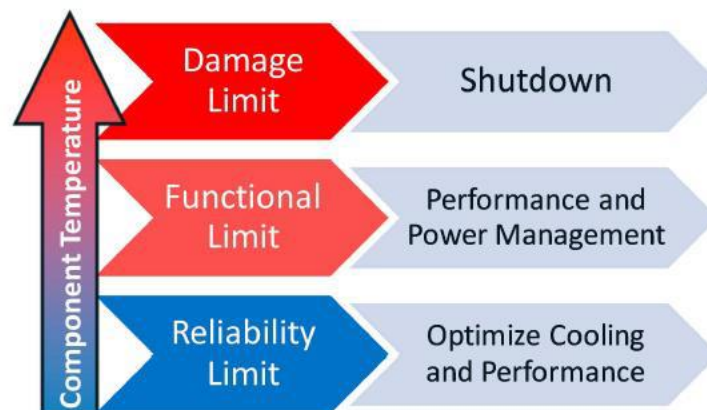 Component Temperature
Damage
Limit
Shutdown
Functional
Limit
Performance and
Power Management
Reliability
Limit
Optimize Cooling
and Performance